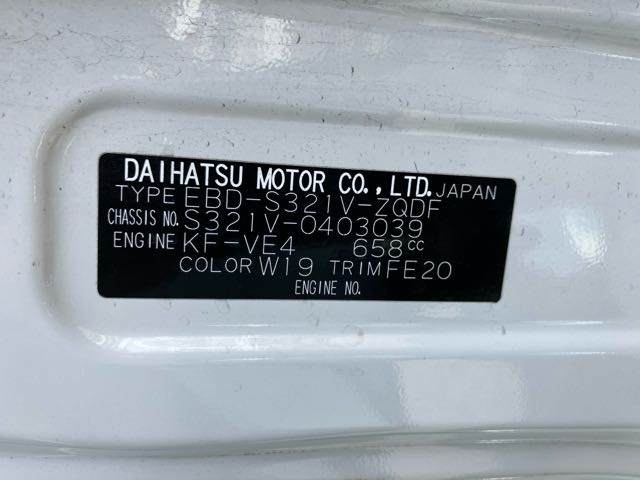 DAIHATSU MOTOR CO.,LTD. JAPAN
TYPE EBD-S321V-ZQDF
CHASSIS NO. S321V-0403039
ENGINE KF-VE4 658cc
COLOR W19 TRIM FE20
ENGINE NO.